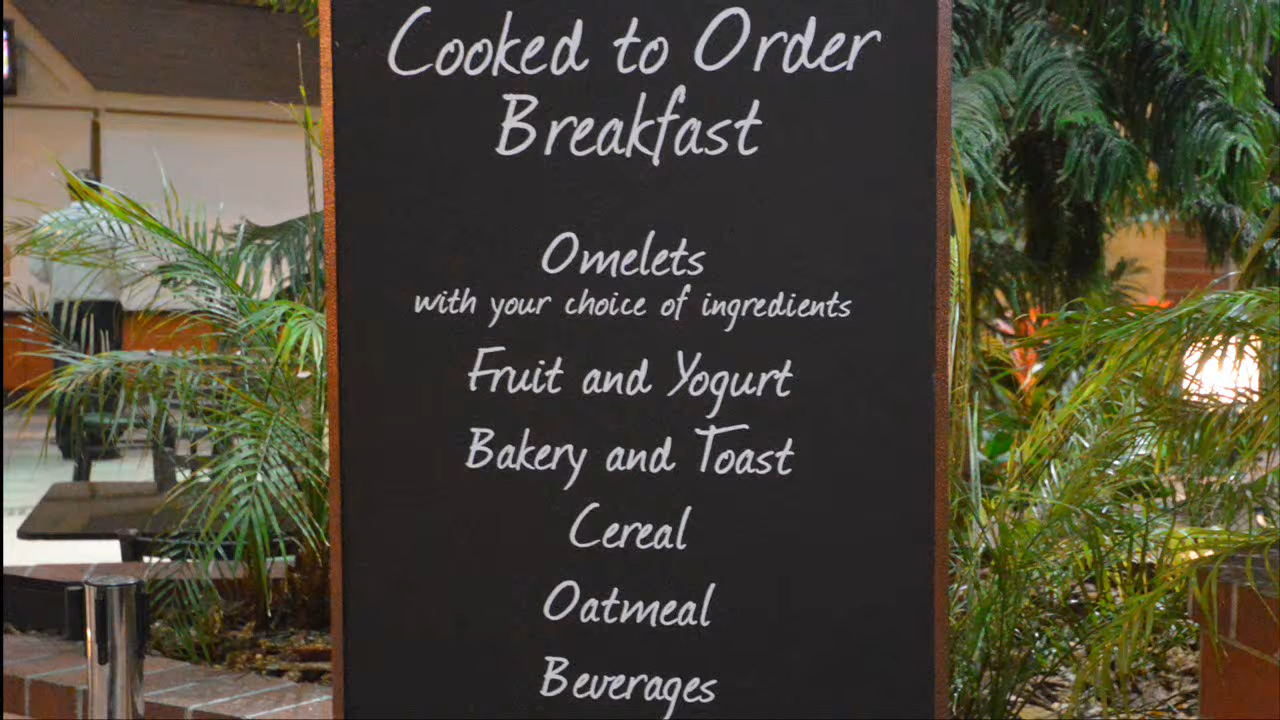 Cooked to Order
Breakfast
Omelets
with your choice of ingredients
Fruit and Yogurt
Bakery and Toast
Cereal
Oatmeal
Beverages